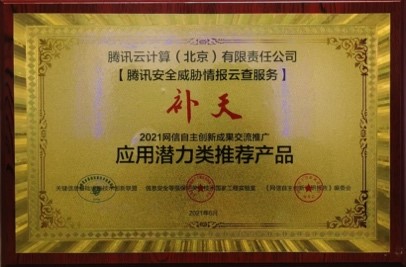 腾讯云计算（北京）有限责任公司
【腾讯安全威胁情报云查服务】
补天
2021网信自主创新成果交流推广
应用潜力类推荐产品
2021年6月